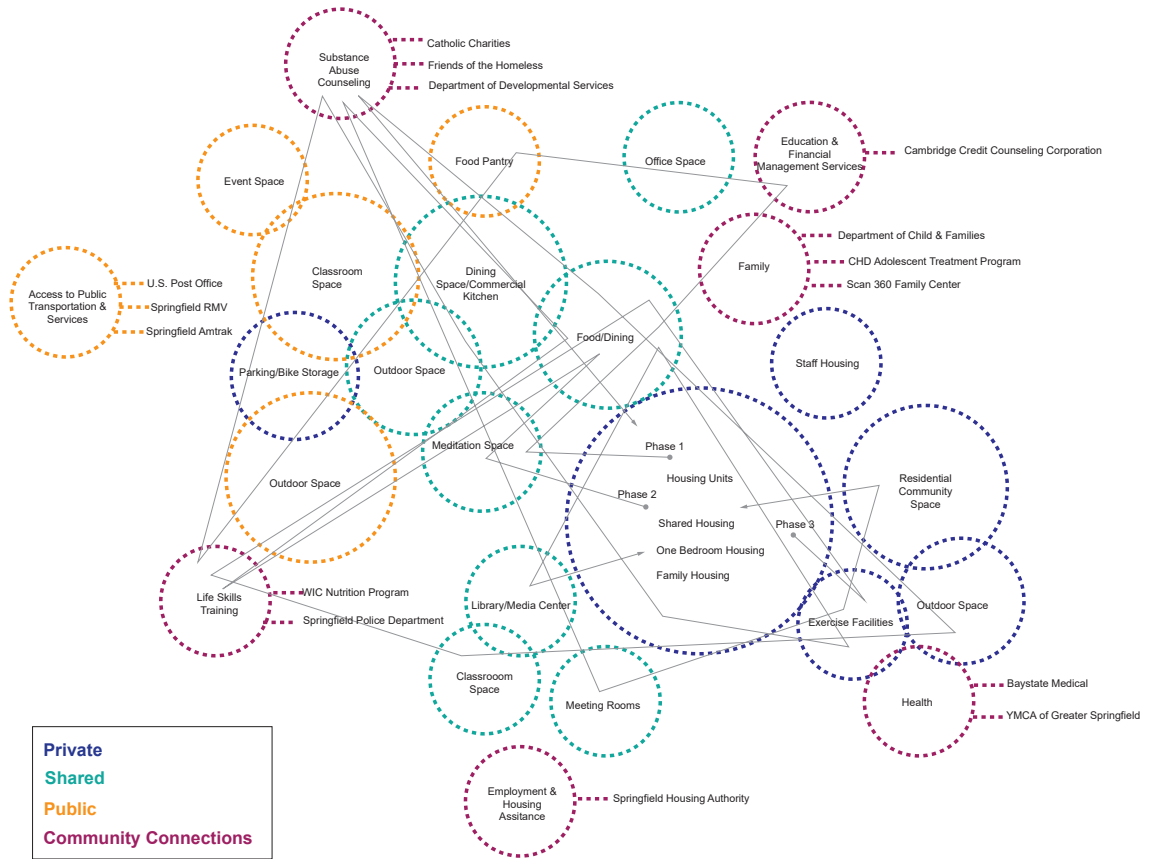 Substance
Abuse
Counseling
Catholic Charities
Friends of the Homeless
Department of Developmental Services
Event Space
Food Pantry
Office Space
Education &
Financial
Management Services
Cambridge Credit Counseling Corporation
Access to Public
Transportation &
Services
U.S. Post Office
Springfield RMV
Springfield Amtrak
Classroom
Space
Dining
Space/Commercial
Kitchen
Family
Department of Child & Families
CHD Adolescent Treatment Program
Scan 360 Family Center
Parking/Bike Storage
Outdoor Space
Food/Dining
Staff Housing
Outdoor Space
Meditation Space
Phase 1
Housing Units
Phase 2
Shared Housing
Phase 3
One Bedroom Housing
Family Housing
Residential
Community
Space
Life Skills
Training
WIC Nutrition Program
Springfield Police Department
Library/Media Center
Exercise Facilities
Outdoor Space
Classrooom
Space
Meeting Rooms
Health
Baystate Medical
YMCA of Greater Springfield
Employment &
Housing
Assitance
Springfield Housing Authority
Private
Shared
Public
Community Connections